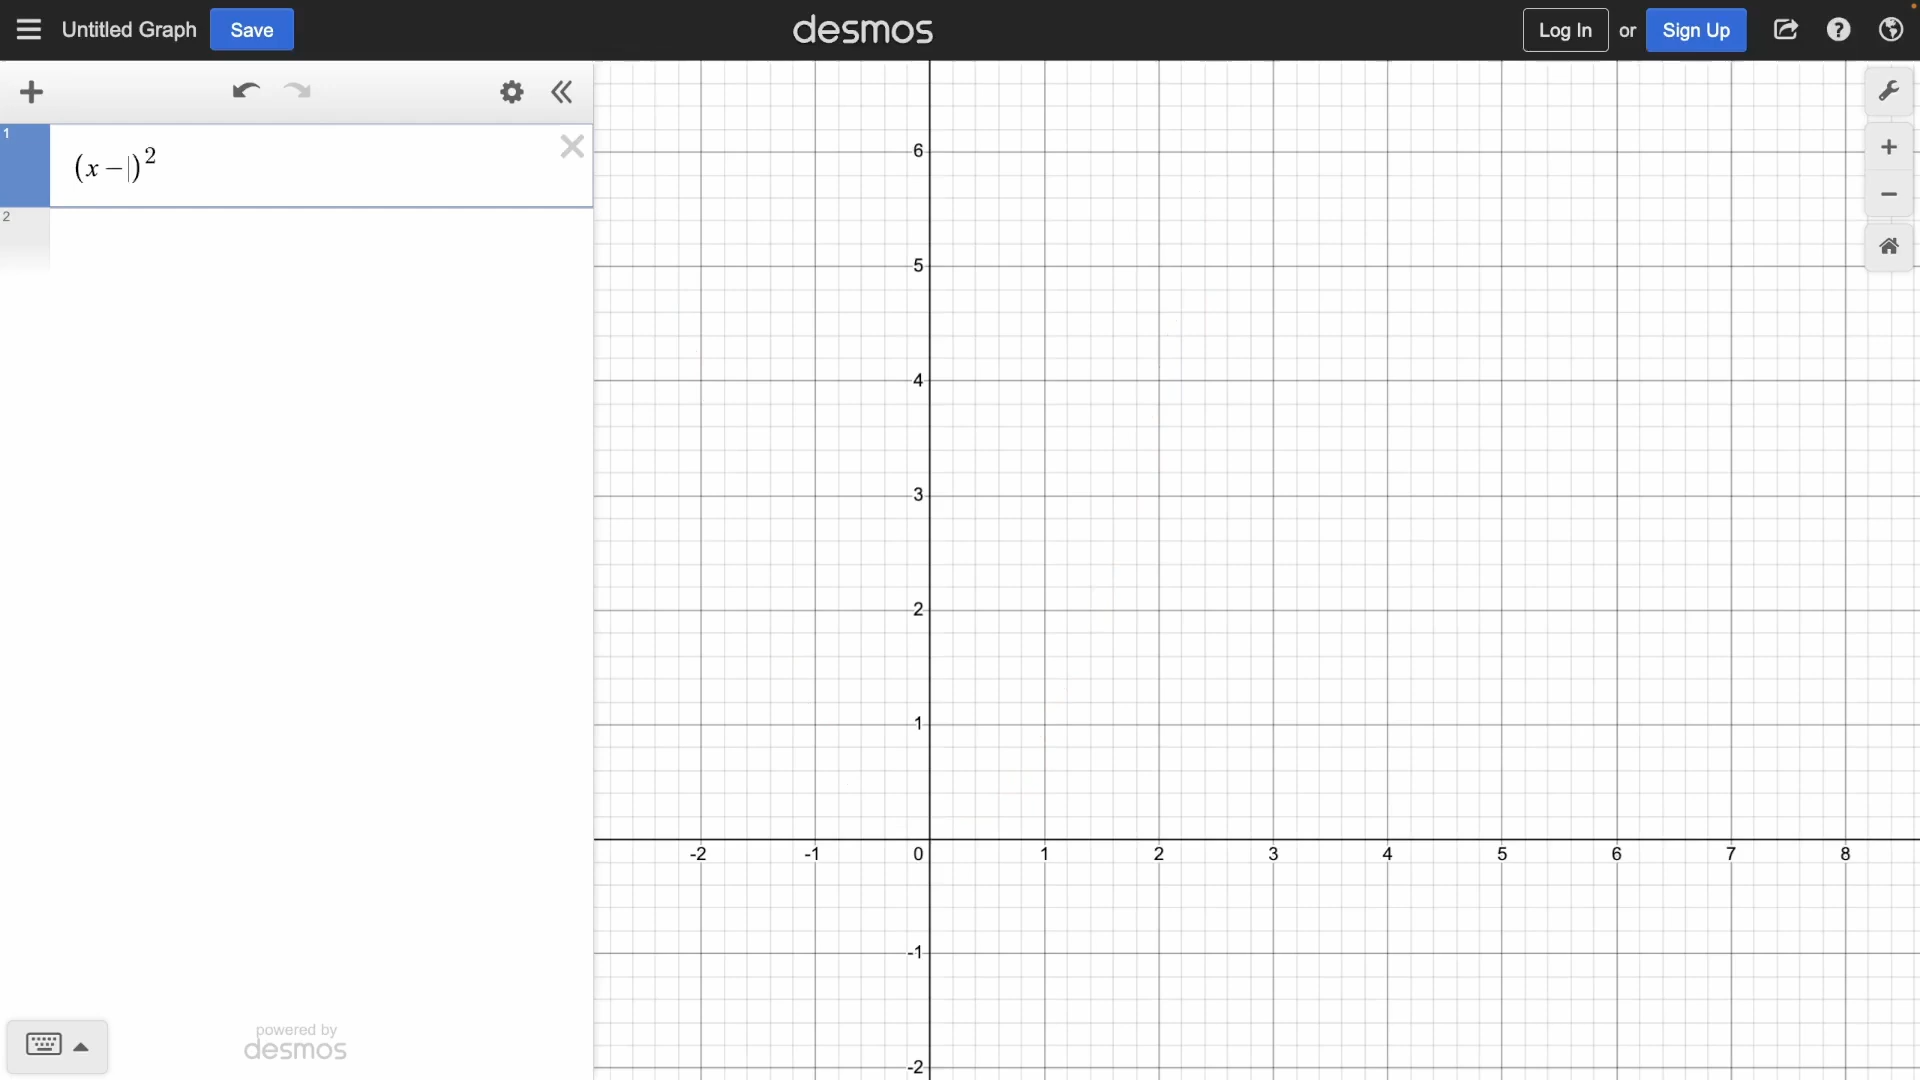 Untitled Graph Save desmos Log In or Sign Up
1
(x −)²
2
6
5
4
3
2
1
-2 -1 0 1 2 3 4 5 6 7 8
-1
-2
powered by
desmos